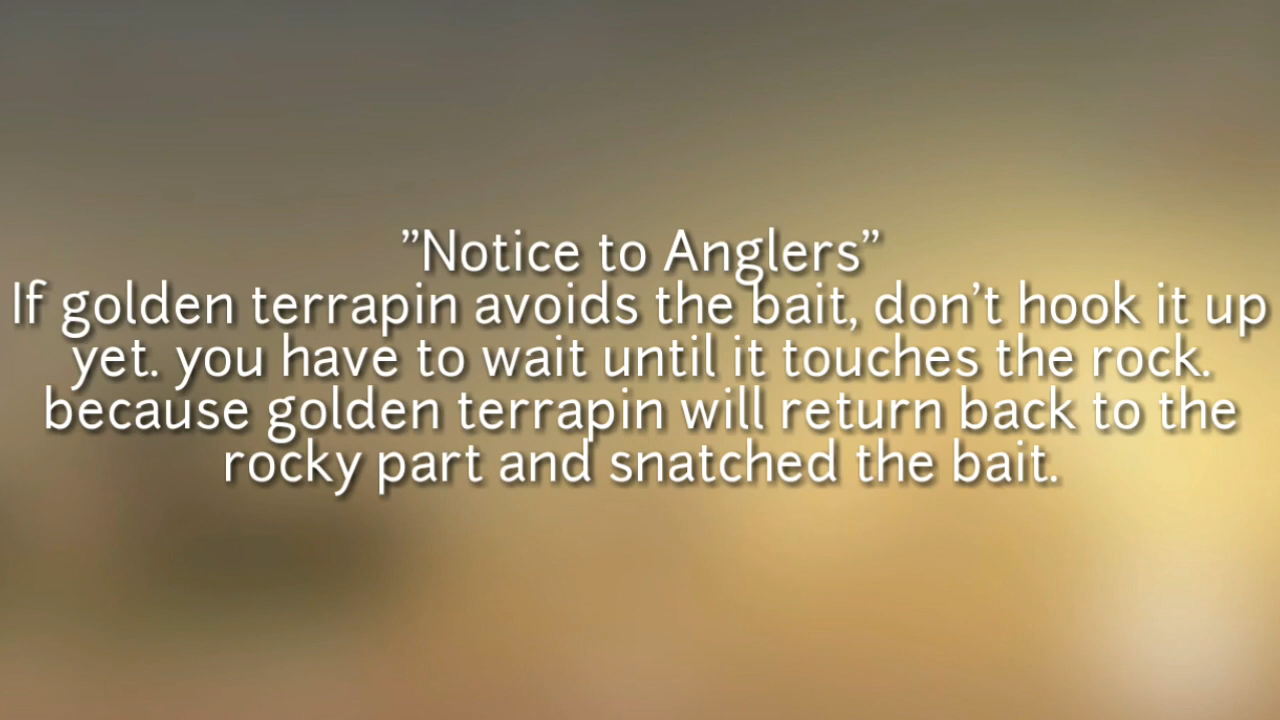 ”Notice to Anglers”
If golden terrapin avoids the bait, don’t hook it up
yet. you have to wait until it touches the rock.
because golden terrapin will return back to the
rocky part and snatched the bait.